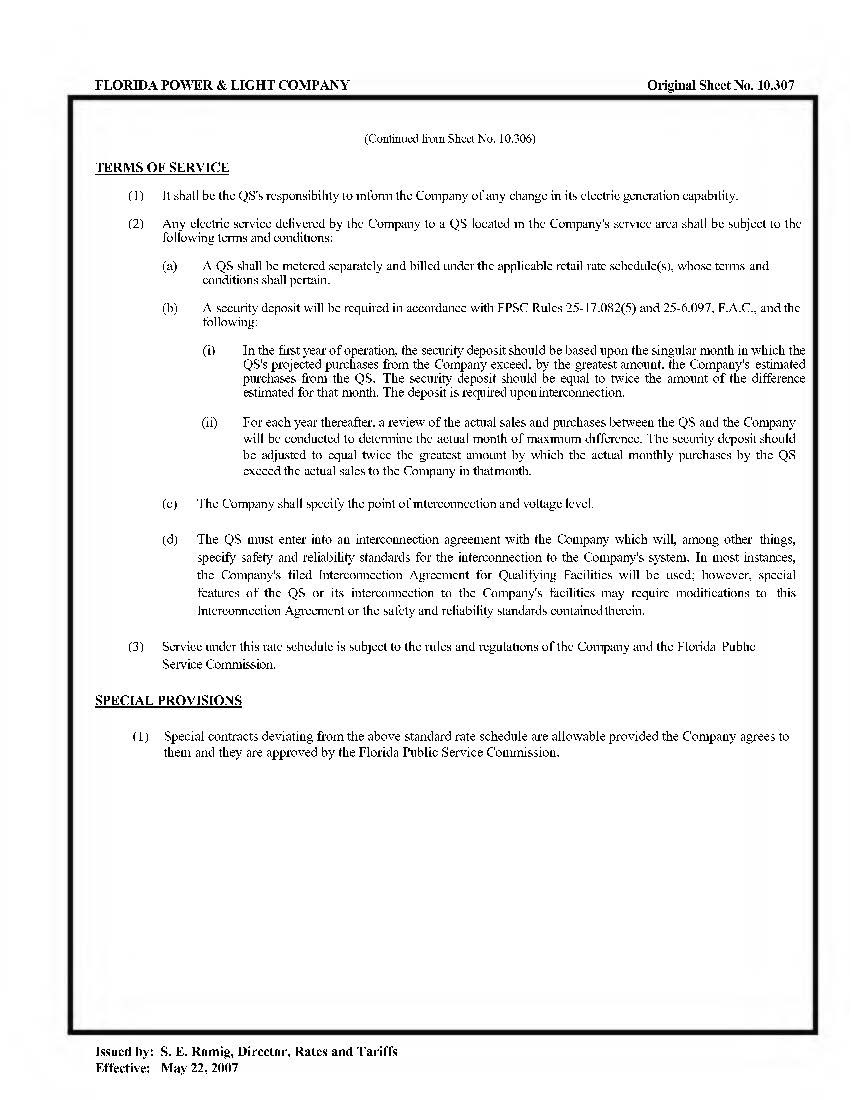 FLORIDA POWER & LIGHT COMPANY Original Sheet No. 10.307
(Continued from Sheet No. 10.306)
TERMS OF SERVICE
(1) It shall be the QS's responsibility to inform the Company of any change in its electric generation capability.
(2) Any electric service delivered by the Company to a QS located in the Company's service area shall be subject to the
following terms and conditions:
(a) A QS shall be metered separately and billed under the applicable retail rate schedule(s), whose terms and
conditions shall pertain.
(b) A security deposit will be required in accordance with FPSC Rules 25-17.082(5) and 25-6.097, F.A.C., and the
following:
(i) In the first year of operation, the security deposit should be based upon the singular month in which the
QS's projected purchases from the Company exceed, by the greatest amount, the Company's estimated
purchases from the QS. The security deposit should be equal to twice the amount of the difference
estimated for that month. The deposit is required upon interconnection.
(ii) For each year thereafter, a review of the actual sales and purchases between the QS and the Company
will be conducted to determine the actual month of maximum difference. The security deposit should
be adjusted to equal twice the greatest amount by which the actual monthly purchases by the QS
exceed the actual sales to the Company in that month.
(c) The Company shall specify the point of interconnection and voltage level.
(d) The QS must enter into an interconnection agreement with the Company which will, among other things,
specify safety and reliability standards for the interconnection to the Company's system. In most instances,
the Company's filed Interconnection Agreement for Qualifying Facilities will be used; however, special
features of the QS or its interconnection to the Company's facilities may require modifications to this
Interconnection Agreement or the safety and reliability standards contained therein.
(3) Service under this rate schedule is subject to the rules and regulations of the Company and the Florida Public
Service Commission.
SPECIAL PROVISIONS
(1) Special contracts deviating from the above standard rate schedule are allowable provided the Company agrees to
them and they are approved by the Florida Public Service Commission.
Issued by: S. E. Romig, Director, Rates and Tariffs
Effective: May 22, 2007